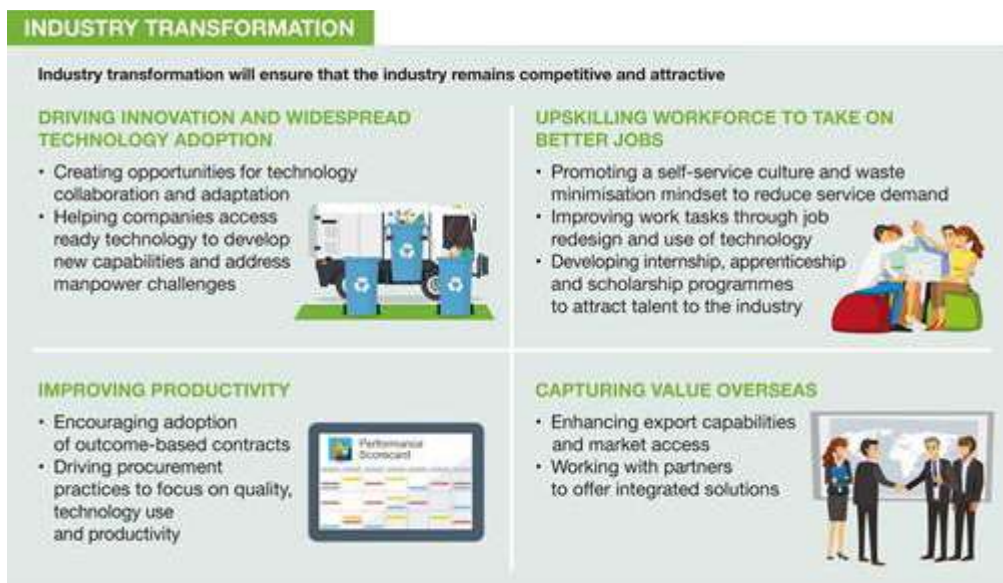 INDUSTRY TRANSFORMATION
Industry transformation will ensure that the industry remains competitive and attractive
DRIVING INNOVATION AND WIDESPREAD
TECHNOLOGY ADOPTION
• Creating opportunities for technology
collaboration and adaptation
• Helping companies access
ready technology to develop
new capabilities and address
manpower challenges
UPSKILLING WORKFORCE TO TAKE ON
BETTER JOBS
• Promoting a self-service culture and waste
minimisation mindset to reduce service demand
• Improving work tasks through job
redesign and use of technology
• Developing internship, apprenticeship
and scholarship programmes
to attract talent to the industry
IMPROVING PRODUCTIVITY
• Encouraging adoption
of outcome-based contracts
• Driving procurement
practices to focus on quality,
technology use
and productivity
Performance
Scorecard
CAPTURING VALUE OVERSEAS
• Enhancing export capabilities
and market access
• Working with partners
to offer integrated solutions